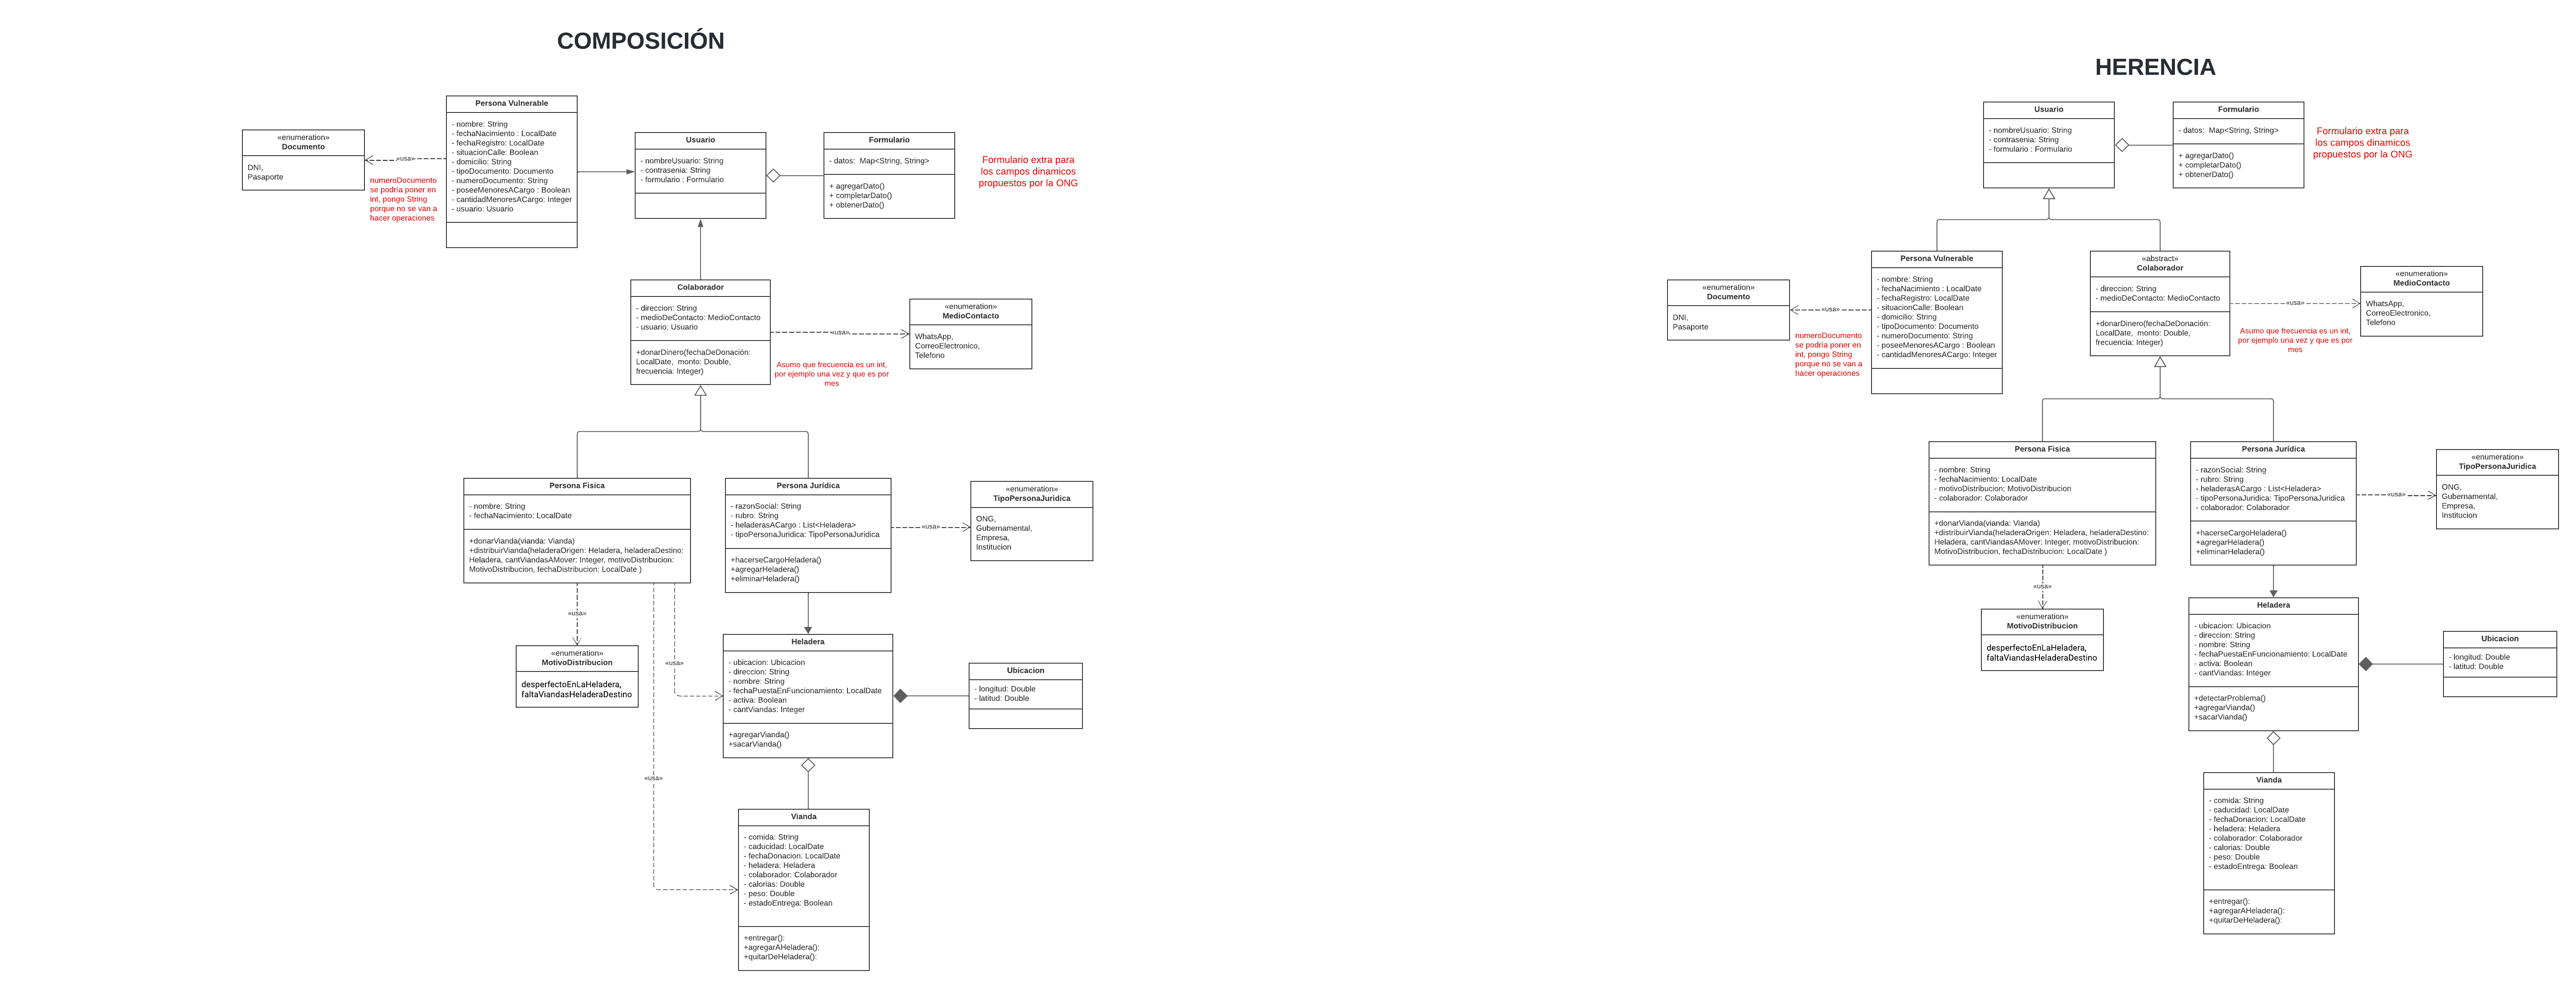 COMPOSICIÓN
Persona Vulnerable
- nombre: String
- fechaNacimiento : LocalDate
- fechaRegistro: LocalDate
- situacionCalle: Boolean
- domicilio: String
- tipoDocumento: Documento
- numeroDocumento: String
- poseeMenoresACargo : Boolean
- cantidadMenoresACargo: Integer
- usuario: Usuario
«enumeration»
Documento
DNI,
Pasaporte
«usa»
numeroDocumento
se podría poner en
int, pongo String
porque no se van a
hacer operaciones
Usuario
- nombreUsuario: String
- contrasenia: String
- formulario : Formulario
Formulario
- datos:  Map<String, String>
+ agregarDato()
+ completarDato()
+ obtenerDato()
Formulario extra para
los campos dinamicos
propuestos por la ONG
Colaborador
- direccion: String
- medioDeContacto: MedioContacto
- usuario: Usuario
+donarDinero(fechaDeDonación:
LocalDate,  monto: Double,
frecuencia: Integer)
«usa»
«enumeration»
MedioContacto
WhatsApp,
CorreoElectronico,
Telefono
Asumo que frecuencia es un int,
por ejemplo una vez y que es por
mes
Persona Fisica
- nombre: String
- fechaNacimiento: LocalDate
+donarVianda(vianda: Vianda)
+distribuirVianda(heladeraOrigen: Heladera, heladeraDestino:
Heladera, cantViandasAMover: Integer, motivoDistribucion:
MotivoDistribucion, fechaDistribucion: LocalDate )
Persona Jurídica
- razonSocial: String
- rubro: String
- heladerasACargo : List<Heladera>
- tipoPersonaJuridica: TipoPersonaJuridica
+hacerseCargoHeladera()
+agregarHeladera()
+eliminarHeladera()
«usa»
«enumeration»
TipoPersonaJuridica
ONG,
Gubernamental,
Empresa,
Institucion
«usa»
«enumeration»
MotivoDistribucion
desperfectoEnLaHeladera,
faltaViandasHeladeraDestino
«usa»
«usa»
Heladera
- ubicacion: Ubicacion
- direccion: String
- nombre: String
- fechaPuestaEnFuncionamiento: LocalDate
- activa: Boolean
- cantViandas: Integer
+agregarVianda()
+sacarVianda()
Ubicacion
- longitud: Double
- latitud: Double
Vianda
- comida: String
- caducidad: LocalDate
- fechaDonacion: LocalDate
- heladera: Heladera
- colaborador: Colaborador
- calorias: Double
- peso: Double
- estadoEntrega: Boolean
+entregar():
+agregarAHeladera():
+quitarDeHeladera():
HERENCIA
Usuario
- nombreUsuario: String
- contrasenia: String
- formulario : Formulario
Formulario
- datos:  Map<String, String>
+ agregarDato()
+ completarDato()
+ obtenerDato()
Formulario extra para
los campos dinamicos
propuestos por la ONG
«enumeration»
Documento
DNI,
Pasaporte
«usa»
numeroDocumento
se podría poner en
int, pongo String
porque no se van a
hacer operaciones
Persona Vulnerable
- nombre: String
- fechaNacimiento : LocalDate
- fechaRegistro: LocalDate
- situacionCalle: Boolean
- domicilio: String
- tipoDocumento: Documento
- numeroDocumento: String
- poseeMenoresACargo : Boolean
- cantidadMenoresACargo: Integer
«abstract»
Colaborador
- direccion: String
- medioDeContacto: MedioContacto
+donarDinero(fechaDeDonación:
LocalDate,  monto: Double,
frecuencia: Integer)
«usa»
«enumeration»
MedioContacto
WhatsApp,
CorreoElectronico,
Telefono
Asumo que frecuencia es un int,
por ejemplo una vez y que es por
mes
Persona Fisica
- nombre: String
- fechaNacimiento: LocalDate
- motivoDistribucion: MotivoDistribucion
- colaborador: Colaborador
+donarVianda(vianda: Vianda)
+distribuirVianda(heladeraOrigen: Heladera, heladeraDestino:
Heladera, cantViandasAMover: Integer, motivoDistribucion:
MotivoDistribucion, fechaDistribucion: LocalDate )
Persona Jurídica
- razonSocial: String
- rubro: String
- heladerasACargo : List<Heladera>
- tipoPersonaJuridica: TipoPersonaJuridica
- colaborador: Colaborador
+hacerseCargoHeladera()
+agregarHeladera()
+eliminarHeladera()
«usa»
«enumeration»
TipoPersonaJuridica
ONG,
Gubernamental,
Empresa,
Institucion
«usa»
«enumeration»
MotivoDistribucion
desperfectoEnLaHeladera,
faltaViandasHeladeraDestino
Heladera
- ubicacion: Ubicacion
- direccion: String
- nombre: String
- fechaPuestaEnFuncionamiento: LocalDate
- activa: Boolean
- cantViandas: Integer
+detectarProblema()
+agregarVianda()
+sacarVianda()
Ubicacion
- longitud: Double
- latitud: Double
Vianda
- comida: String
- caducidad: LocalDate
- fechaDonacion: LocalDate
- heladera: Heladera
- colaborador: Colaborador
- calorias: Double
- peso: Double
- estadoEntrega: Boolean
+entregar():
+agregarAHeladera():
+quitarDeHeladera():